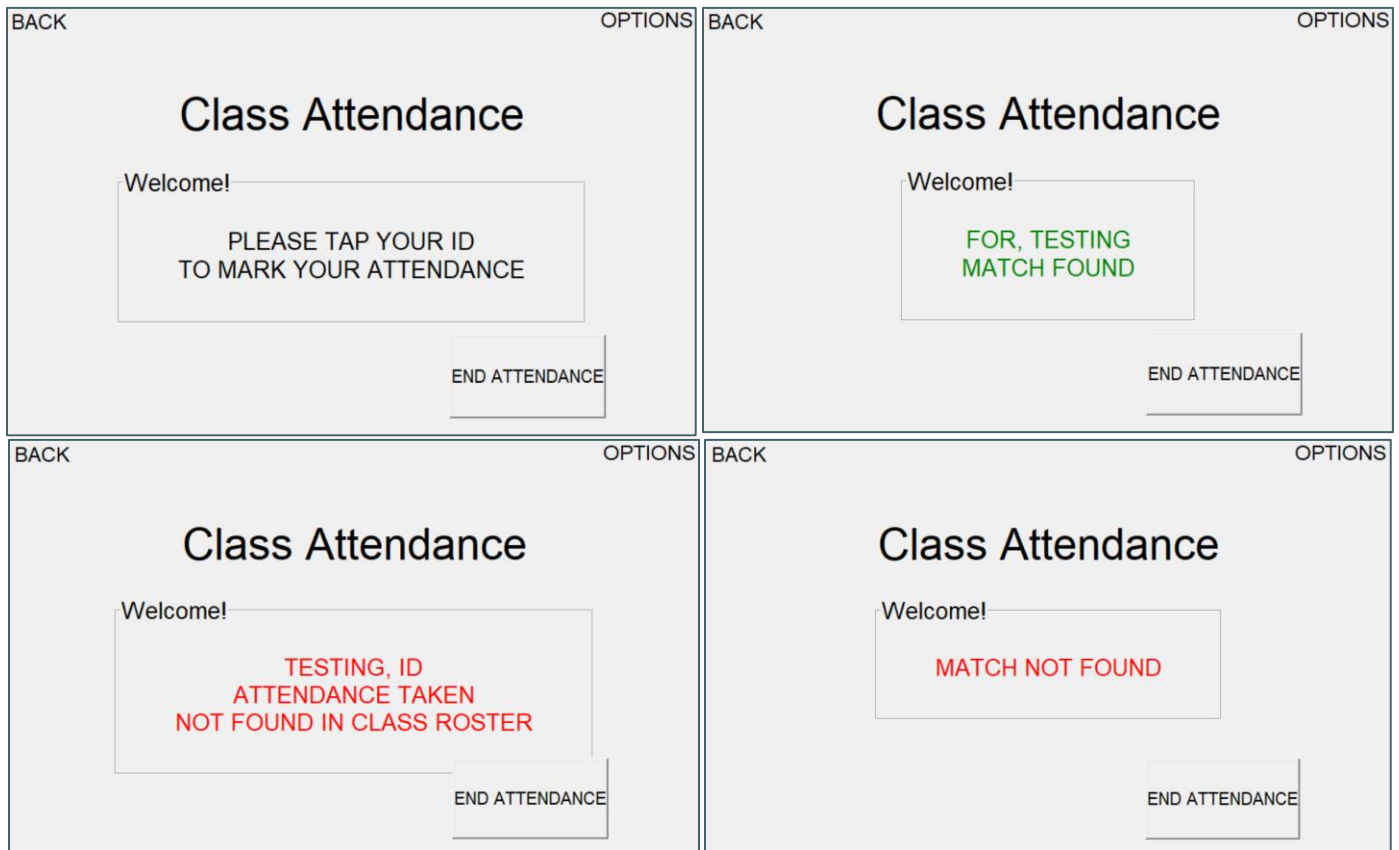 BACK
OPTIONS
Class Attendance
Welcome!
PLEASE TAP YOUR ID
TO MARK YOUR ATTENDANCE
END ATTENDANCE
BACK
OPTIONS
Class Attendance
Welcome!
FOR, TESTING
MATCH FOUND
END ATTENDANCE
BACK
OPTIONS
Class Attendance
Welcome!
TESTING, ID
ATTENDANCE TAKEN
NOT FOUND IN CLASS ROSTER
END ATTENDANCE
BACK
OPTIONS
Class Attendance
Welcome!
MATCH NOT FOUND
END ATTENDANCE